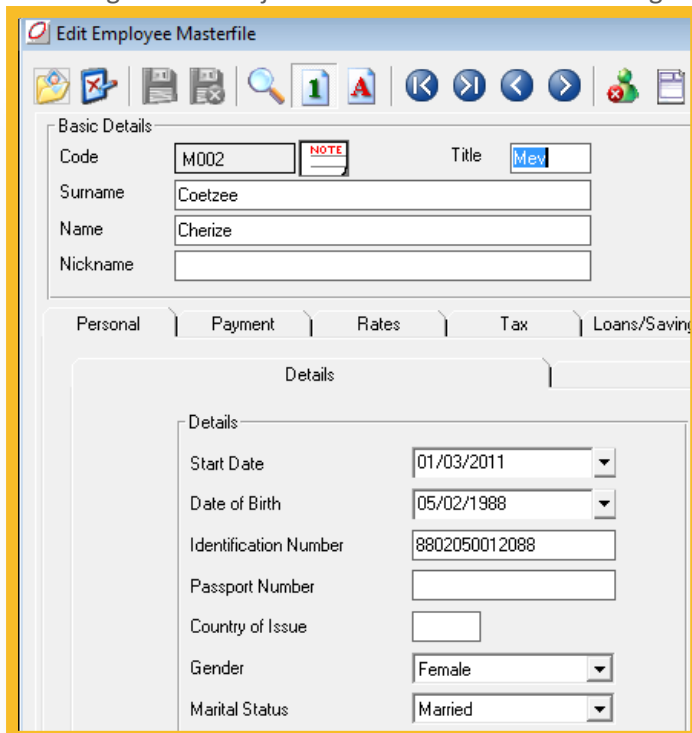 Edit Employee Masterfile
1 A
Basic Details
Code M002 NOTE Title Mev
Surname Coetzee
Name Cherize
Nickname
Personal Payment Rates Tax Loans/Saving
Details
Details
Start Date 01/03/2011
Date of Birth 05/02/1988
Identification Number 8802050012088
Passport Number
Country of Issue
Gender Female
Marital Status Married